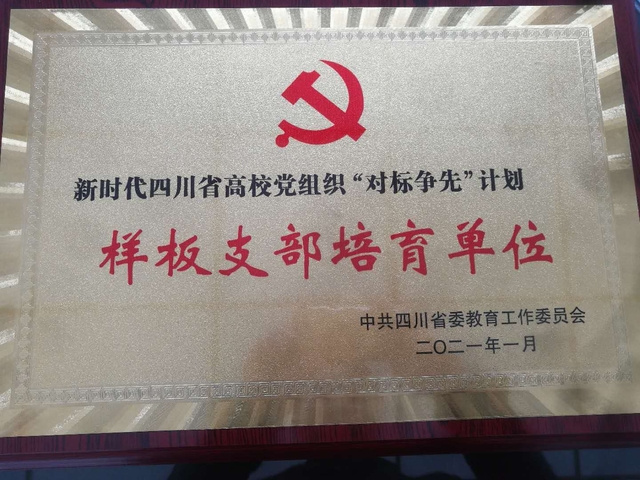 新时代四川省高校党组织“对标争先”计划
样板支部培育单位
中共四川省委教育工作委员会
二〇二一年一月